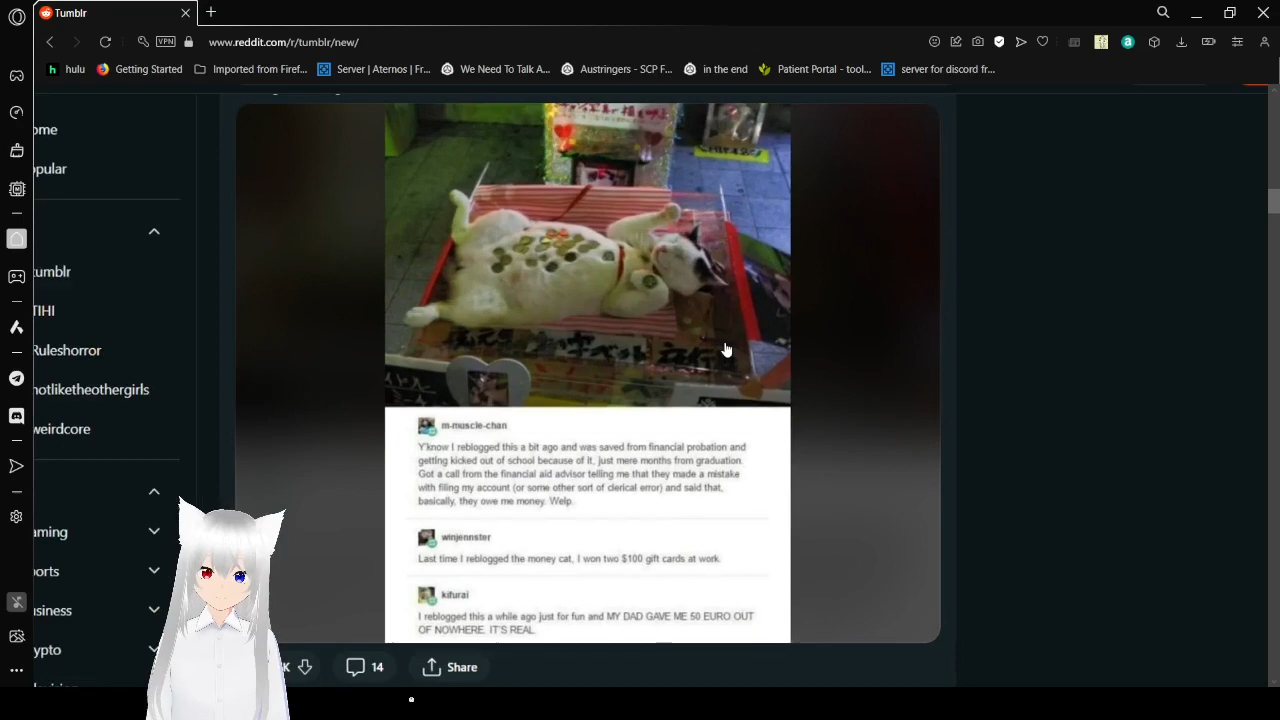 Tumblr
VPN
www.reddit.com/r/tumblr/new/
hulu
Getting Started
Imported from Firef...
Server | Aternos | Fr...
We Need To Talk A...
Austringers - SCP F...
in the end
Patient Portal - tool...
server for discord fr...
ome
opular
tumblr
TIHI
Ruleshorror
notliketheothergirls
weirdcore
aming
orts
usiness
rypto
m-muscle-chan
Y'know I reblogged this a bit ago and was saved from financial probation and
getting kicked out of school because of it, just mere months from graduation.
Got a call from the financial aid advisor telling me that they made a mistake
with filing my account (or some other sort of clerical error) and said that,
basically, they owe me money. Welp.
winjennster
Last time I reblogged the money cat, I won two $100 gift cards at work.
kifurai
I reblogged this a while ago just for fun and MY DAD GAVE ME 50 EURO OUT
OF NOWHERE. IT'S REAL.
K
14
Share